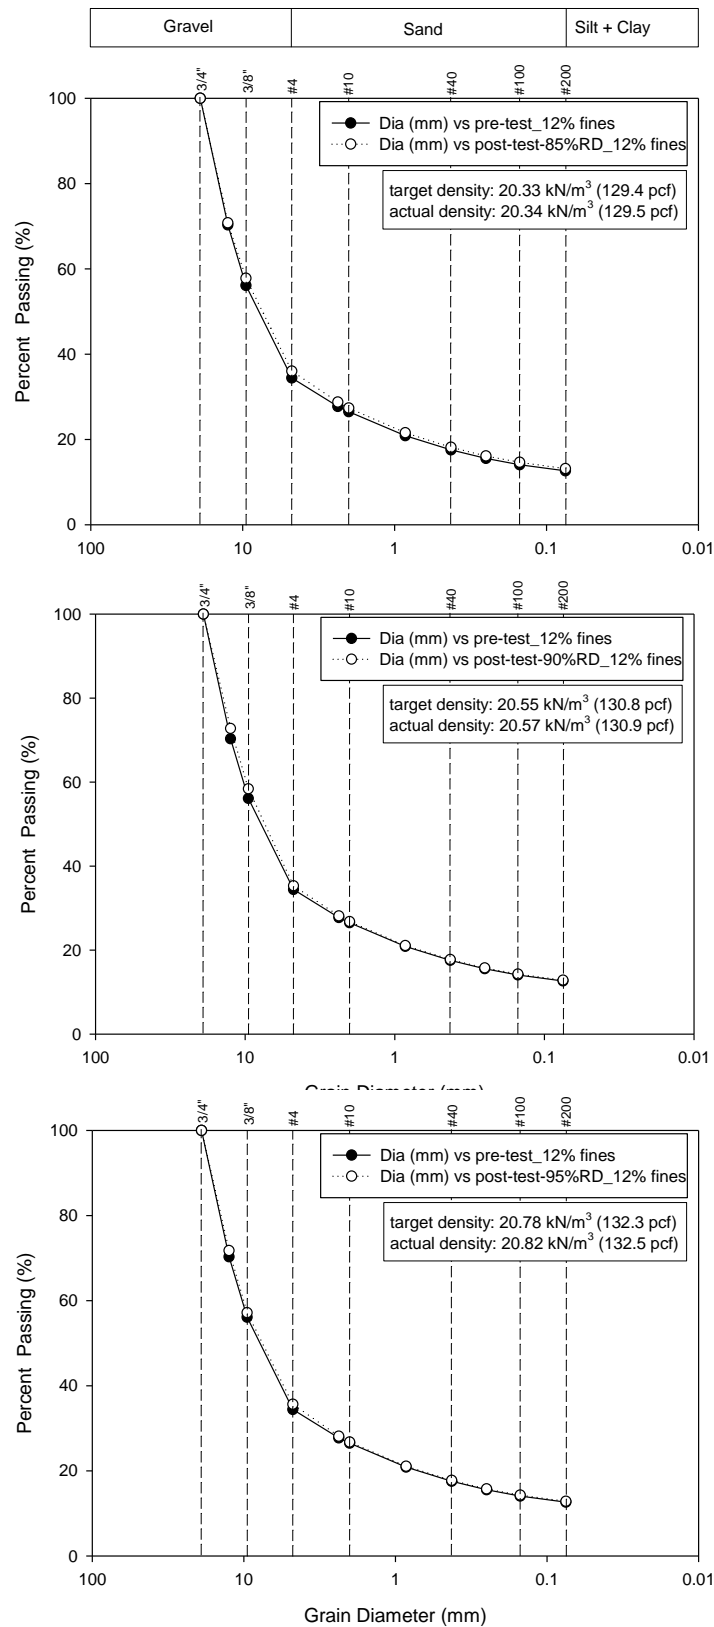 Gravel Sand Silt + Clay
3/4" 3/8" #4 #10 #40 #100 #200
100
80
60
40
20
0
Percent Passing (%)
Dia (mm) vs pre-test_12% fines
Dia (mm) vs post-test-85%RD_12% fines
target density: 20.33 kN/m³ (129.4 pcf)
actual density: 20.34 kN/m³ (129.5 pcf)
100 10 1 0.1 0.01
3/4" 3/8" #4 #10 #40 #100 #200
100
80
60
40
20
0
Percent Passing (%)
Dia (mm) vs pre-test_12% fines
Dia (mm) vs post-test-90%RD_12% fines
target density: 20.55 kN/m³ (130.8 pcf)
actual density: 20.57 kN/m³ (130.9 pcf)
100 10 1 0.1 0.01
Grain Diameter (mm)
3/4" 3/8" #4 #10 #40 #100 #200
100
80
60
40
20
0
Percent Passing (%)
Dia (mm) vs pre-test_12% fines
Dia (mm) vs post-test-95%RD_12% fines
target density: 20.78 kN/m³ (132.3 pcf)
actual density: 20.82 kN/m³ (132.5 pcf)
100 10 1 0.1 0.01
Grain Diameter (mm)